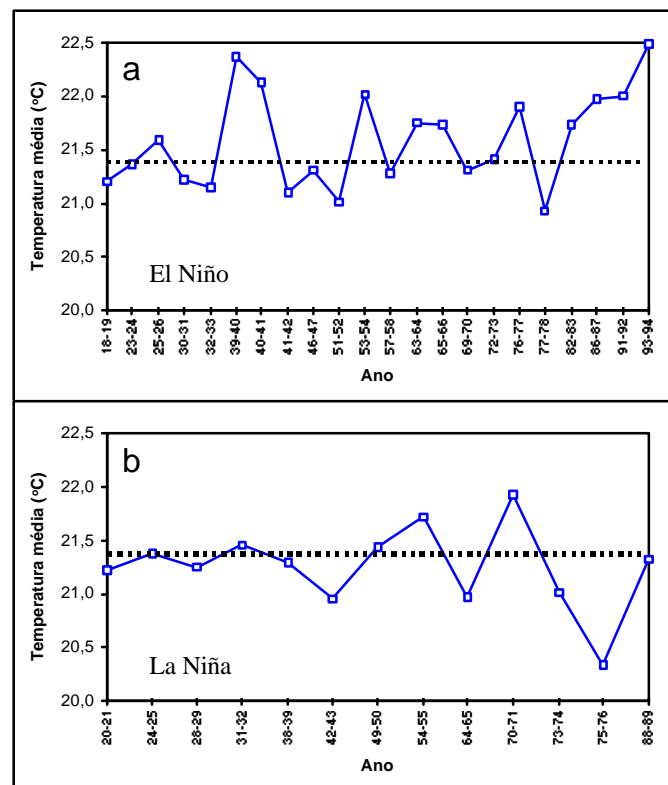 a
Temperatura média (°C)
22,5
22,0
21,5
21,0
20,5
20,0
El Niño
18-19 23-24 25-26 30-31 32-33 39-40 40-41 41-42 46-47 51-52 53-54 57-58 63-64 65-66 69-70 72-73 76-77 77-78 82-83 86-87 91-92 93-94
Ano
b
Temperatura média (°C)
22,5
22,0
21,5
21,0
20,5
20,0
La Niña
20-21 24-25 28-29 31-32 38-39 42-43 49-50 54-55 64-65 70-71 73-74 75-76 88-89
Ano